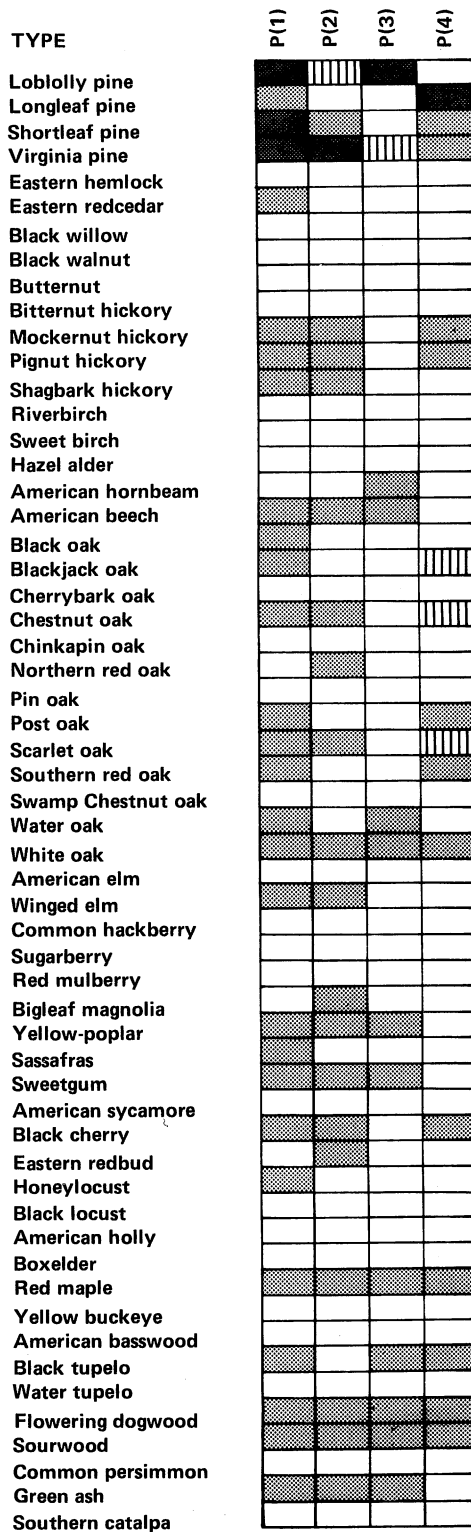 TYPE P(1) P(2) P(3) P(4)
Loblolly pine
Longleaf pine
Shortleaf pine
Virginia pine
Eastern hemlock
Eastern redcedar
Black willow
Black walnut
Butternut
Bitternut hickory
Mockernut hickory
Pignut hickory
Shagbark hickory
Riverbirch
Sweet birch
Hazel alder
American hornbeam
American beech
Black oak
Blackjack oak
Cherrybark oak
Chestnut oak
Chinkapin oak
Northern red oak
Pin oak
Post oak
Scarlet oak
Southern red oak
Swamp Chestnut oak
Water oak
White oak
American elm
Winged elm
Common hackberry
Sugarberry
Red mulberry
Bigleaf magnolia
Yellow-poplar
Sassafras
Sweetgum
American sycamore
Black cherry
Eastern redbud
Honeylocust
Black locust
American holly
Boxelder
Red maple
Yellow buckeye
American basswood
Black tupelo
Water tupelo
Flowering dogwood
Sourwood
Common persimmon
Green ash
Southern catalpa